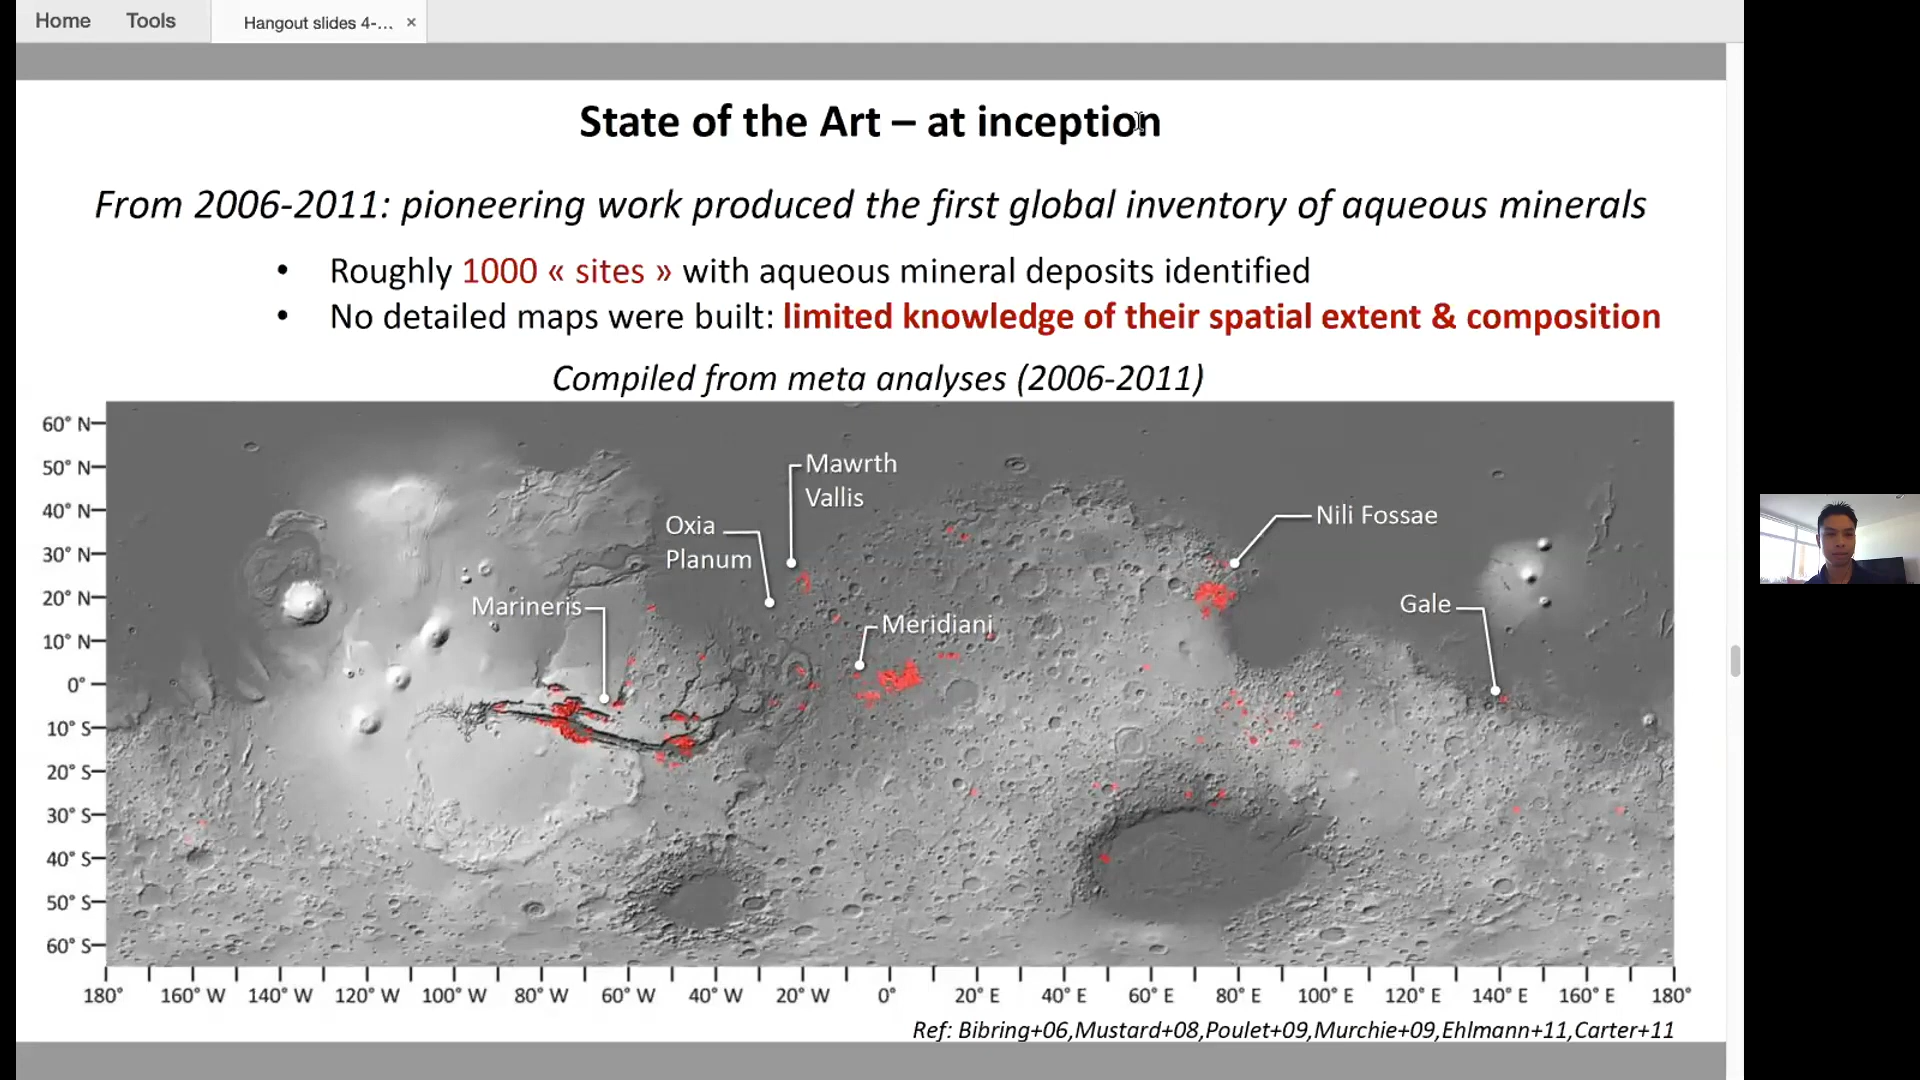 Home Tools Hangout slides 4-... ×
State of the Art – at inception
From 2006-2011: pioneering work produced the first global inventory of aqueous minerals
• Roughly 1000 « sites » with aqueous mineral deposits identified
• No detailed maps were built: limited knowledge of their spatial extent & composition
Compiled from meta analyses (2006-2011)
60° N
50° N
40° N
30° N
20° N
10° N
0°
10° S
20° S
30° S
40° S
50° S
60° S
Mawrth
Vallis
Oxia
Planum
Nili Fossae
Marineris
Meridiani
Gale
180° 160° W 140° W 120° W 100° W 80° W 60° W 40° W 20° W 0° 20° E 40° E 60° E 80° E 100° E 120° E 140° E 160° E 180°
Ref: Bibring+06,Mustard+08,Poulet+09,Murchie+09,Ehlmann+11,Carter+11